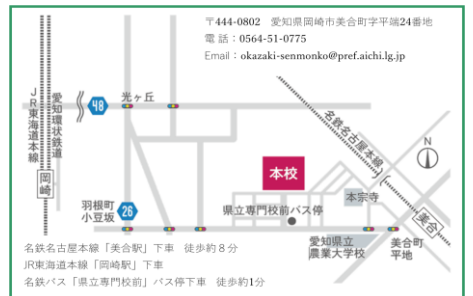 〒444-0802 愛知県岡崎市美合町字平端24番地
電 話：0564-51-0775
Email：okazaki-senmonko@pref.aichi.lg.jp
JR東海道本線
愛知環状鉄道
48
光ヶ丘
名鉄名古屋本線
N
岡崎
本校
本宗寺
羽根町
小豆坂
26
県立専門校前バス停
美合
愛知県立
農業大学校
美合町
平地
名鉄名古屋本線「美合駅」下車 徒歩約８分
JR東海道本線「岡崎駅」下車
名鉄バス「県立専門校前」バス停下車 徒歩約1分